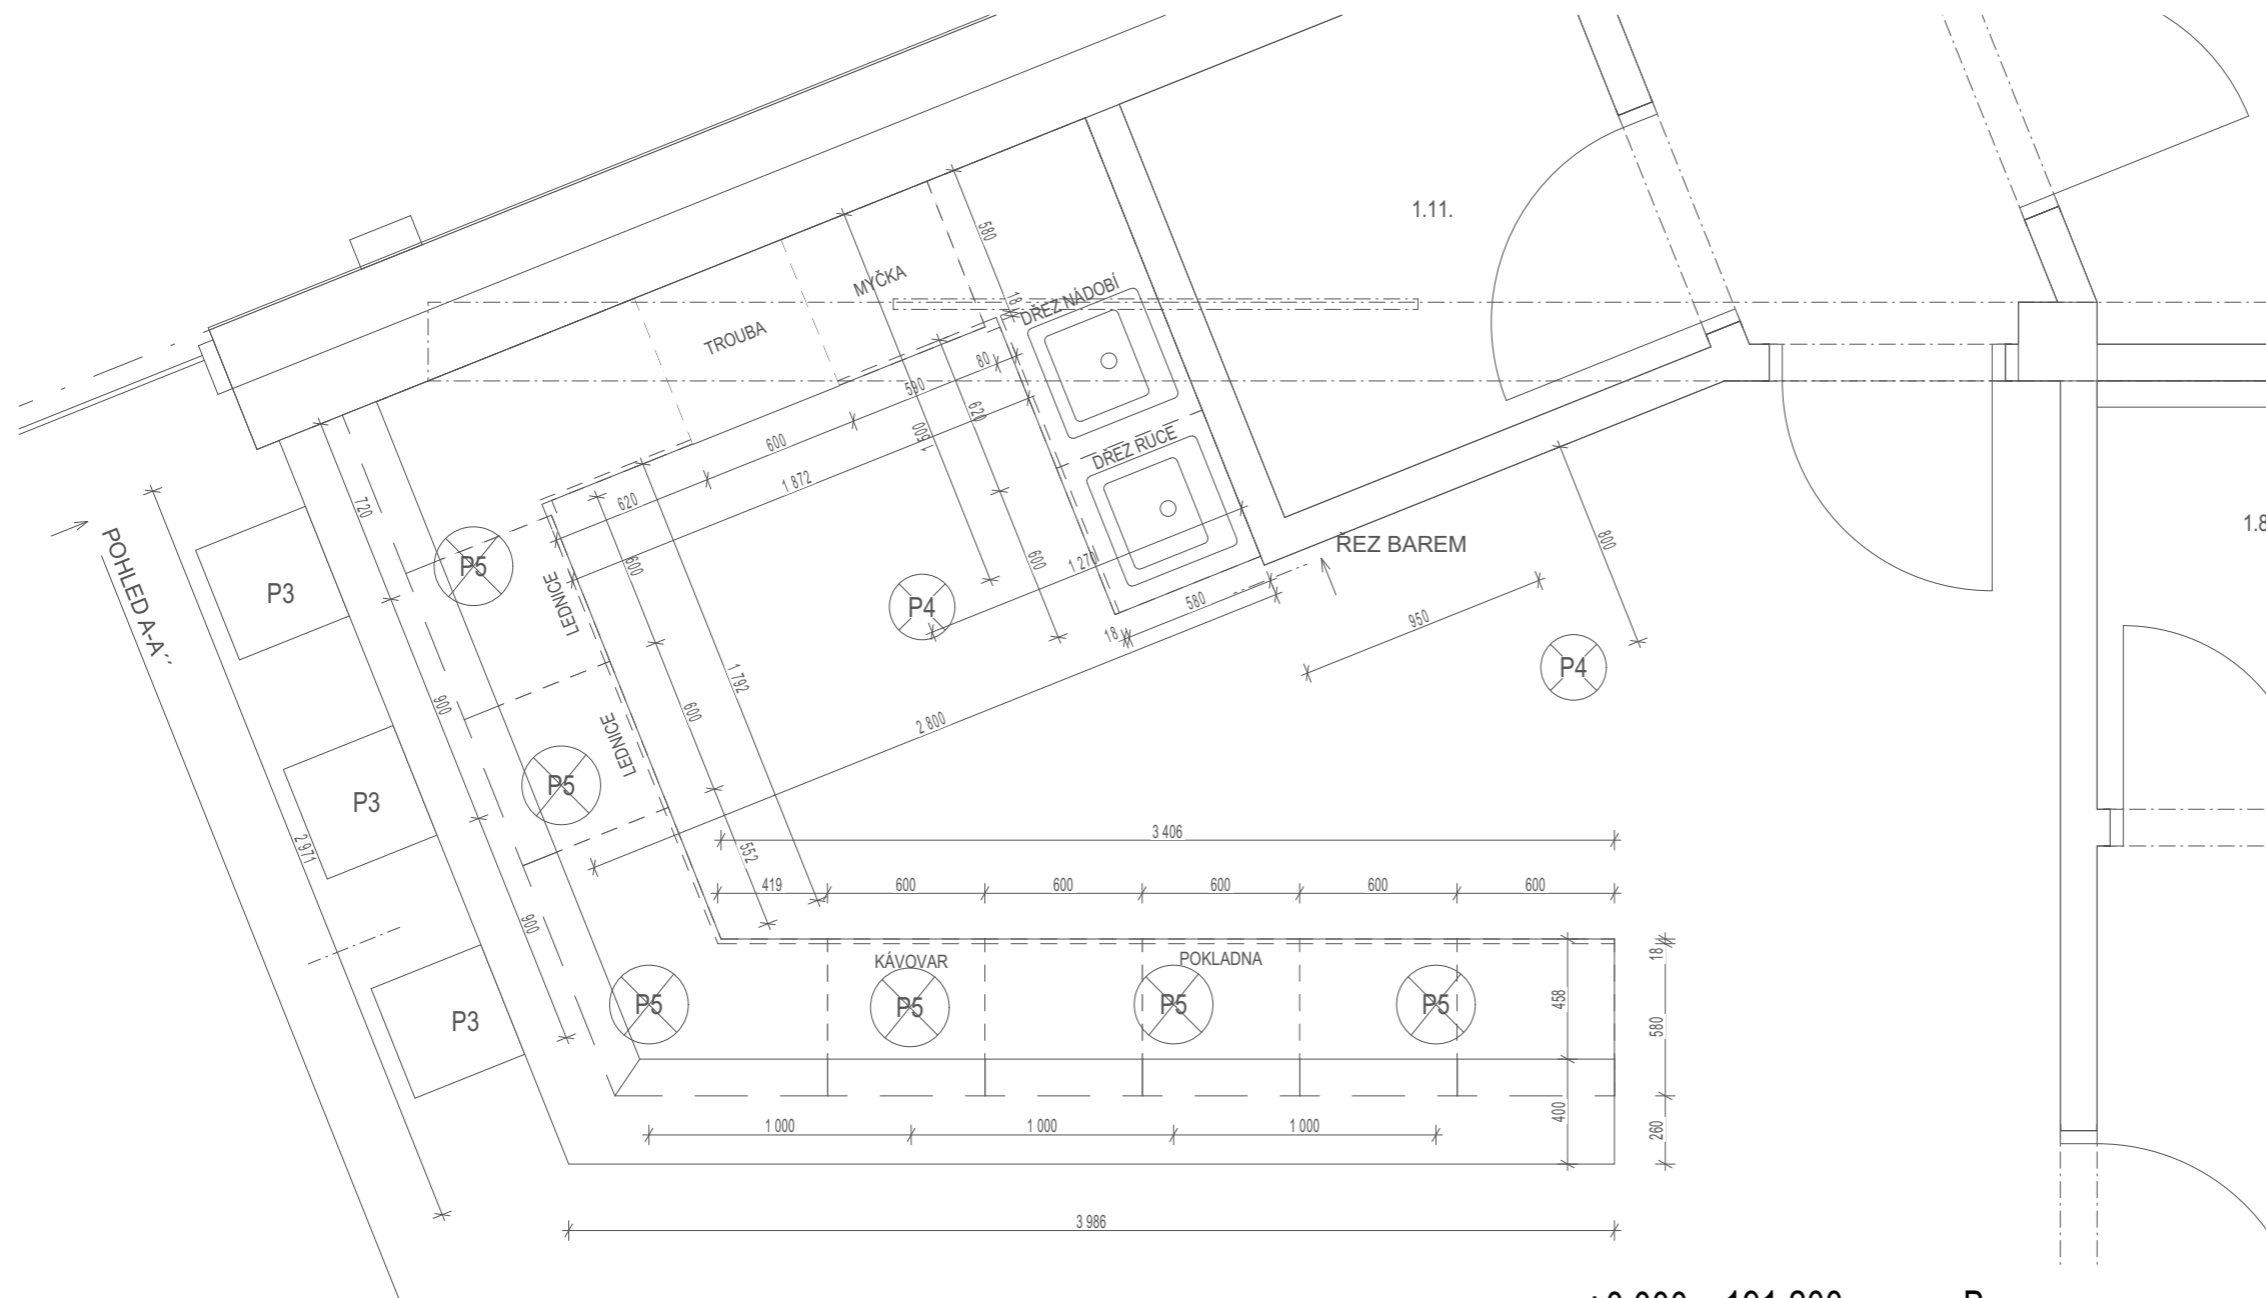 1.11.
580
MYČKA
18
DŘEZ NÁDOBÍ
TROUBA
80
590
620
600
1 500
DŘEZ RUCE
1 872
620
720
1.8
POHLED A-A´´
ŘEZ BAREM
800
P5
P3
LEDNICE
600
600
1 270
P4
580
950
18
P4
1 792
900
600
2 800
LEDNICE
P5
P3
3 406
2 971
552
419
600
600
600
600
600
900
KÁVOVAR
POKLADNA
18
P5
P5
P5
P5
458
580
P3
1 000
1 000
1 000
400
260
3 986